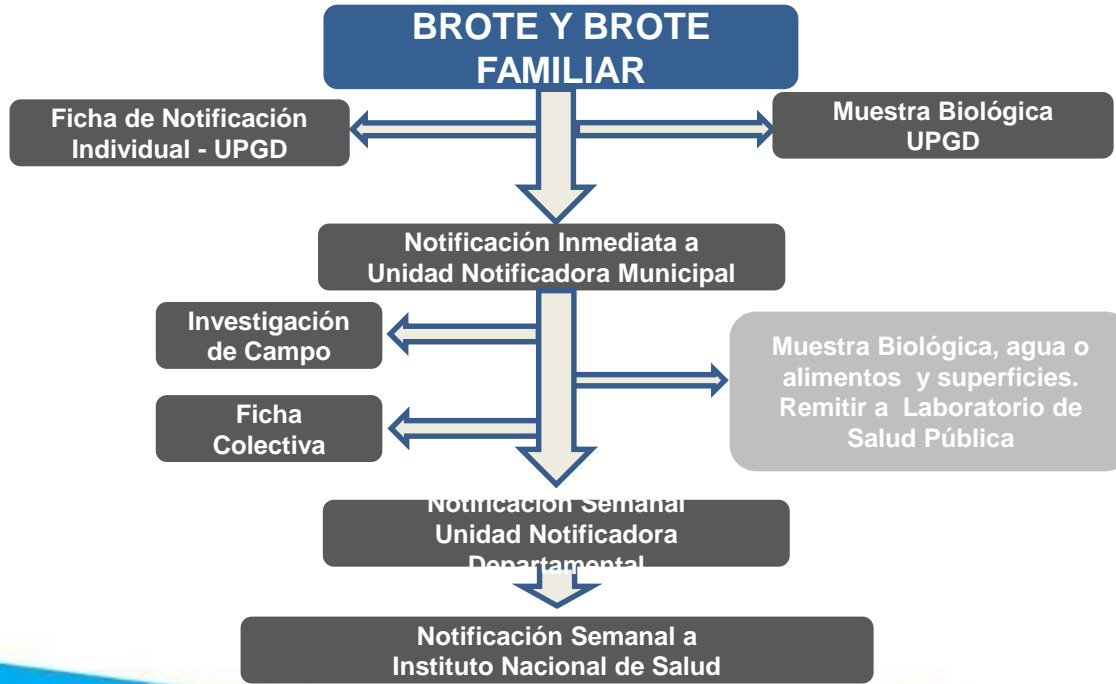 BROTE Y BROTE
FAMILIAR
Ficha de Notificación
Individual - UPGD
Muestra Biológica
UPGD
Notificación Inmediata a
Unidad Notificadora Municipal
Investigación
de Campo
Muestra Biológica, agua o
alimentos y superficies.
Remitir a Laboratorio de
Salud Pública
Ficha
Colectiva
Notificación Semanal
Unidad Notificadora
Departamental
Notificación Semanal a
Instituto Nacional de Salud